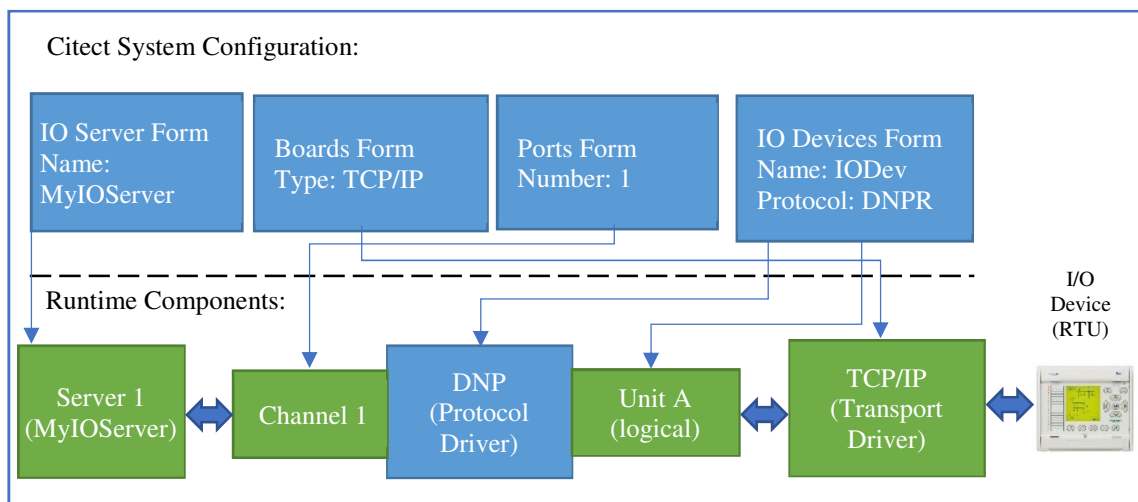 Citect System Configuration:
IO Server Form
Name:
MyIOServer
Boards Form
Type: TCP/IP
Ports Form
Number: 1
IO Devices Form
Name: IODev
Protocol: DNPR
Runtime Components:
I/O
Device
(RTU)
Server 1
(MyIOServer)
Channel 1
DNP
(Protocol
Driver)
Unit A
(logical)
TCP/IP
(Transport
Driver)